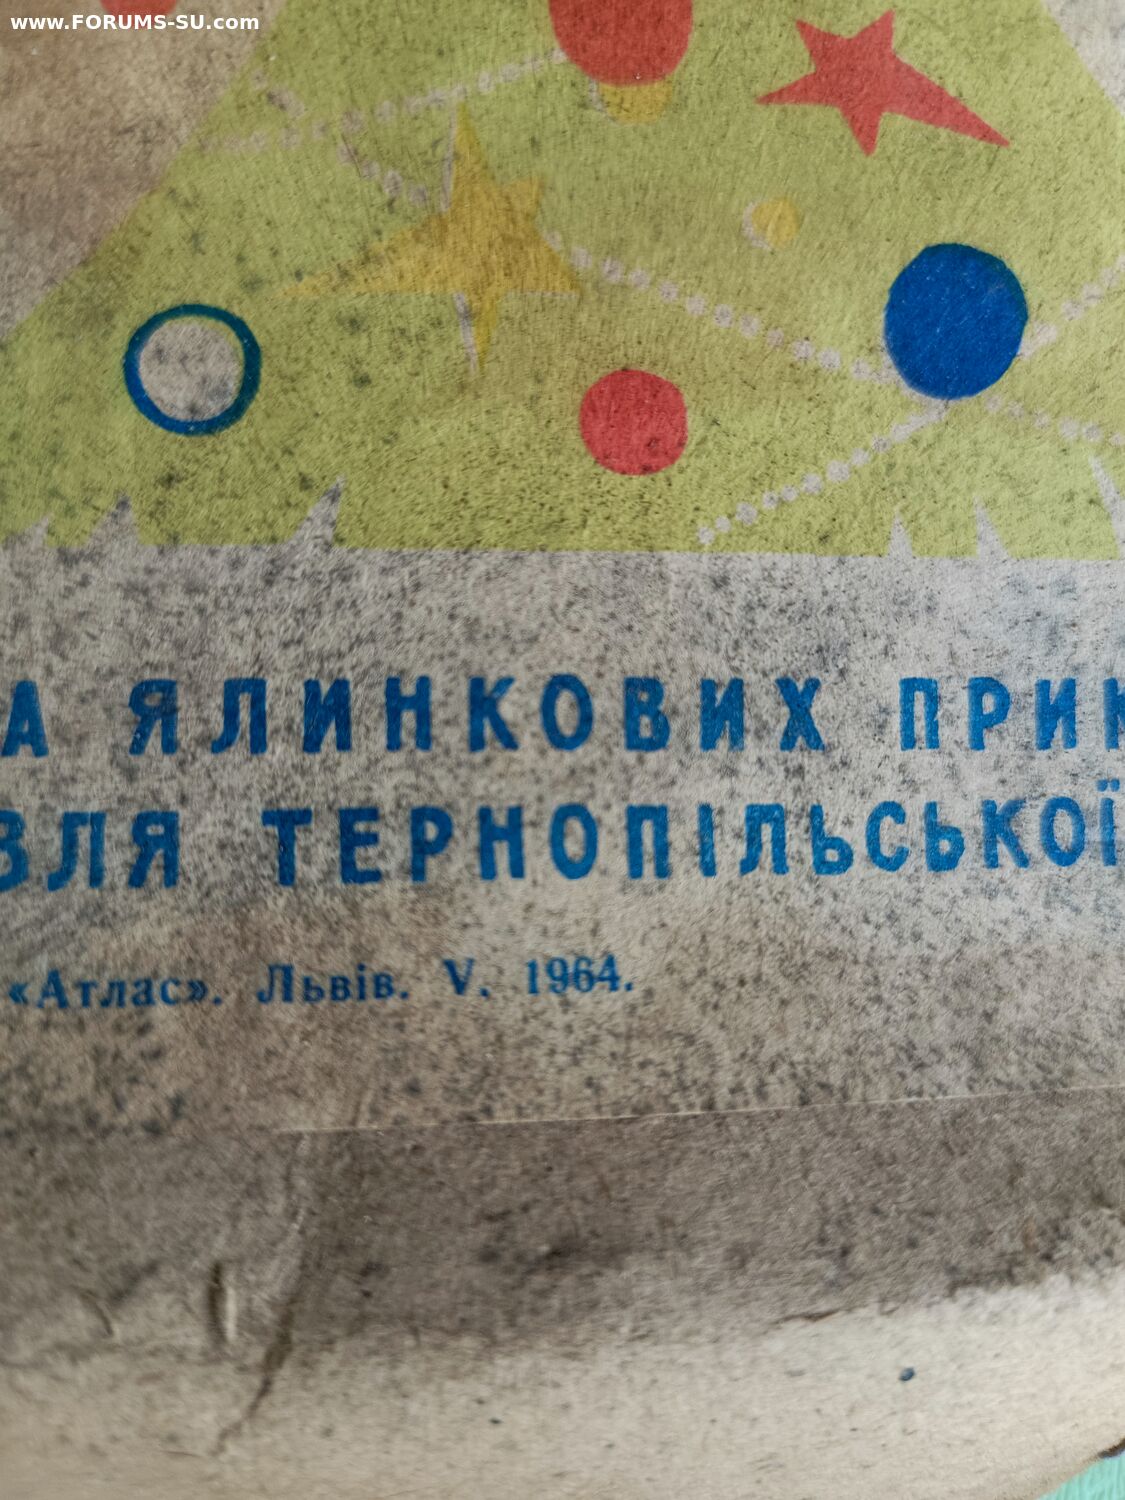 www.FORUMS-SU.com
А ЯЛИНКОВИХ ПРИК
ВЛЯ ТЕРНОПІЛЬСЬКОЇ
«Атлас». Львів. V. 1964.